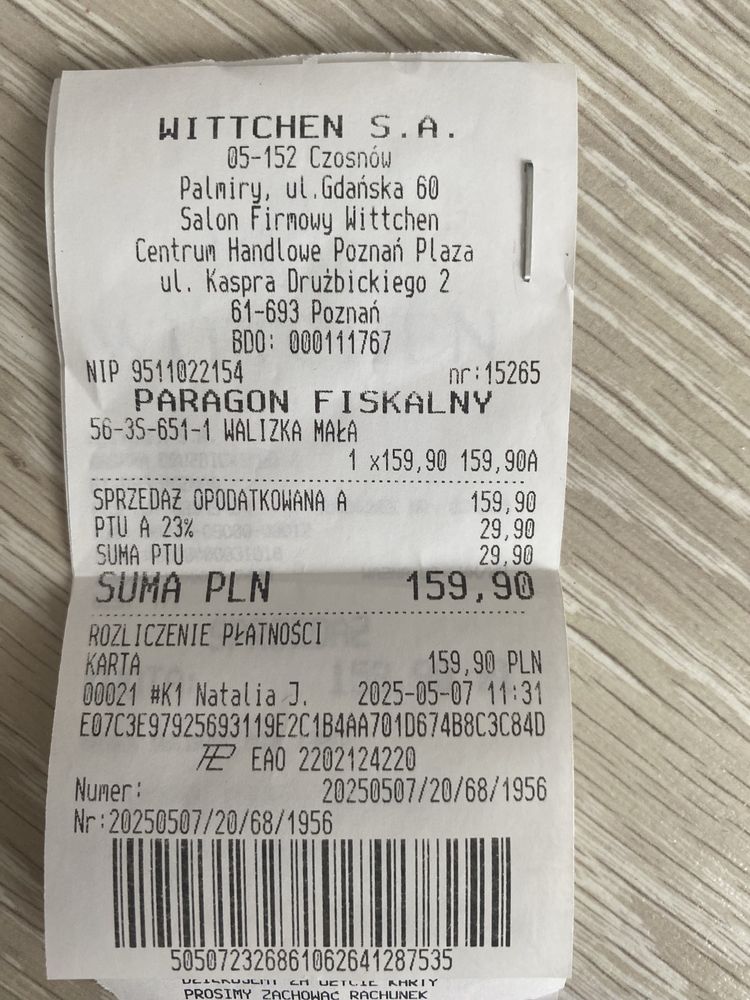 WITTCHEN S.A.
05-152 Czosnów
Palmiry, ul.Gdańska 60
Salon Firmowy Wittchen
Centrum Handlowe Poznań Plaza
ul. Kaspra Drużbickiego 2
61-693 Poznań
BDO: 000111767
NIP 9511022154 nr:15265
PARAGON FISKALNY
56-3S-651-1 WALIZKA MAŁA
1 x159,90 159,90A
SPRZEDAŻ OPODATKOWANA A 159,90
PTU A 23% 29,90
SUMA PTU 29,90
SUMA PLN 159,90
ROZLICZENIE PŁATNOŚCI
KARTA 159,90 PLN
00021 #K1 Natalia J. 2025-05-07 11:31
E07C3E97925693119E2C1B4AA701D674B8C3C84D
EAO 2202124220
Numer: 20250507/20/68/1956
Nr:20250507/20/68/1956
5050723268610626412875​35
PROSIMY ZACHOWAĆ RACHUNEK